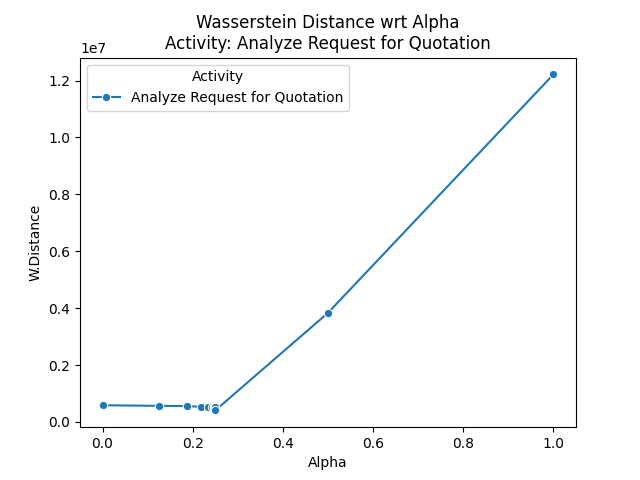 Wasserstein Distance wrt Alpha
Activity: Analyze Request for Quotation
1e7
Activity
Analyze Request for Quotation
1.2
1.0
0.8
0.6
0.4
0.2
0.0
W.Distance
0.0 0.2 0.4 0.6 0.8 1.0
Alpha